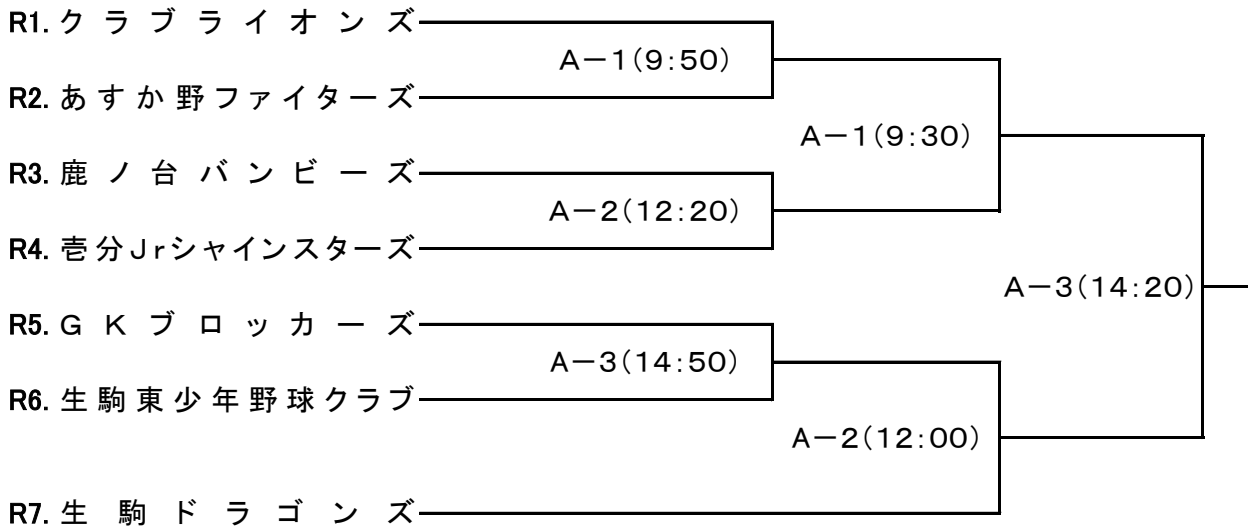 R1. クラブライオンズ
A－1(9:50)
R2. あすか野ファイターズ
A－1(9:30)
R3. 鹿ノ台バンビーズ
A－2(12:20)
R4. 壱分Jrシャインスターズ
A－3(14:20)
R5. GKブロッカーズ
A－3(14:50)
R6. 生駒東少年野球クラブ
A－2(12:00)
R7. 生駒ドラゴンズ